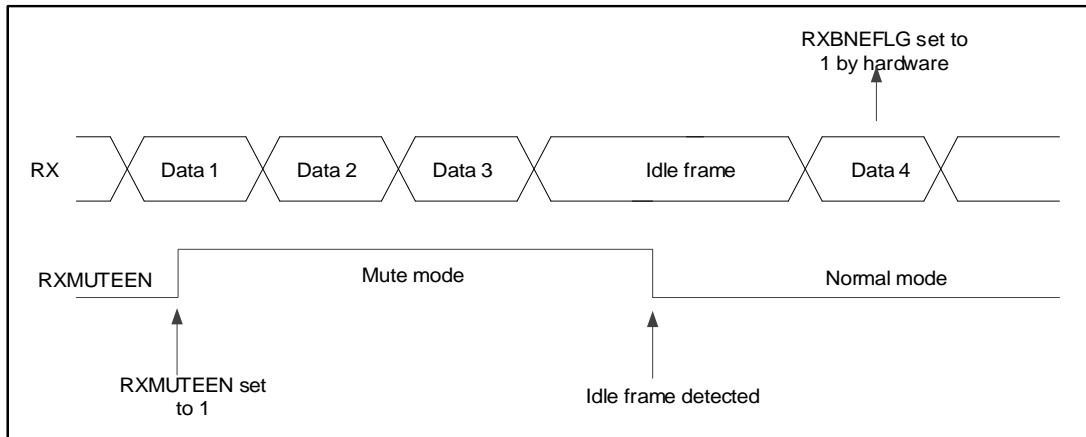 RXBNEFLG set to
1 by hardware
RX
Data 1
Data 2
Data 3
Idle frame
Data 4
RXMUTEEN
Mute mode
Normal mode
RXMUTEEN set
to 1
Idle frame detected